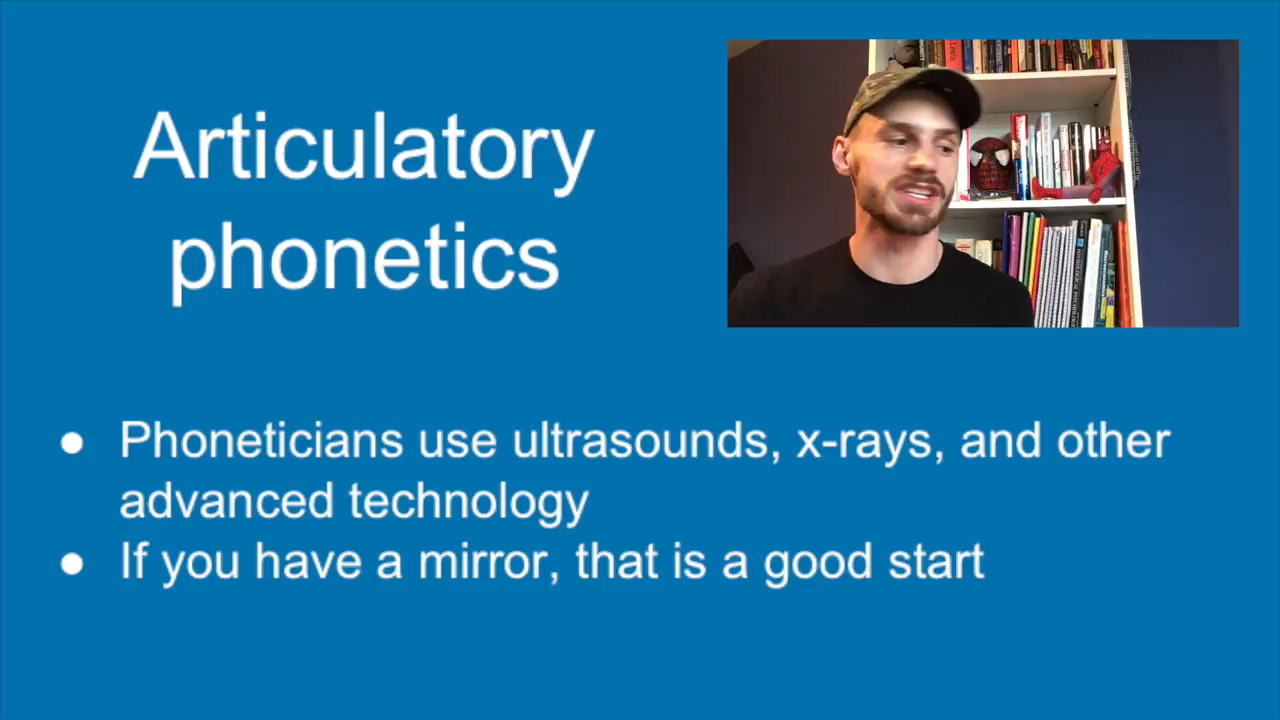 Articulatory
phonetics
● Phoneticians use ultrasounds, x-rays, and other
advanced technology
● If you have a mirror, that is a good start